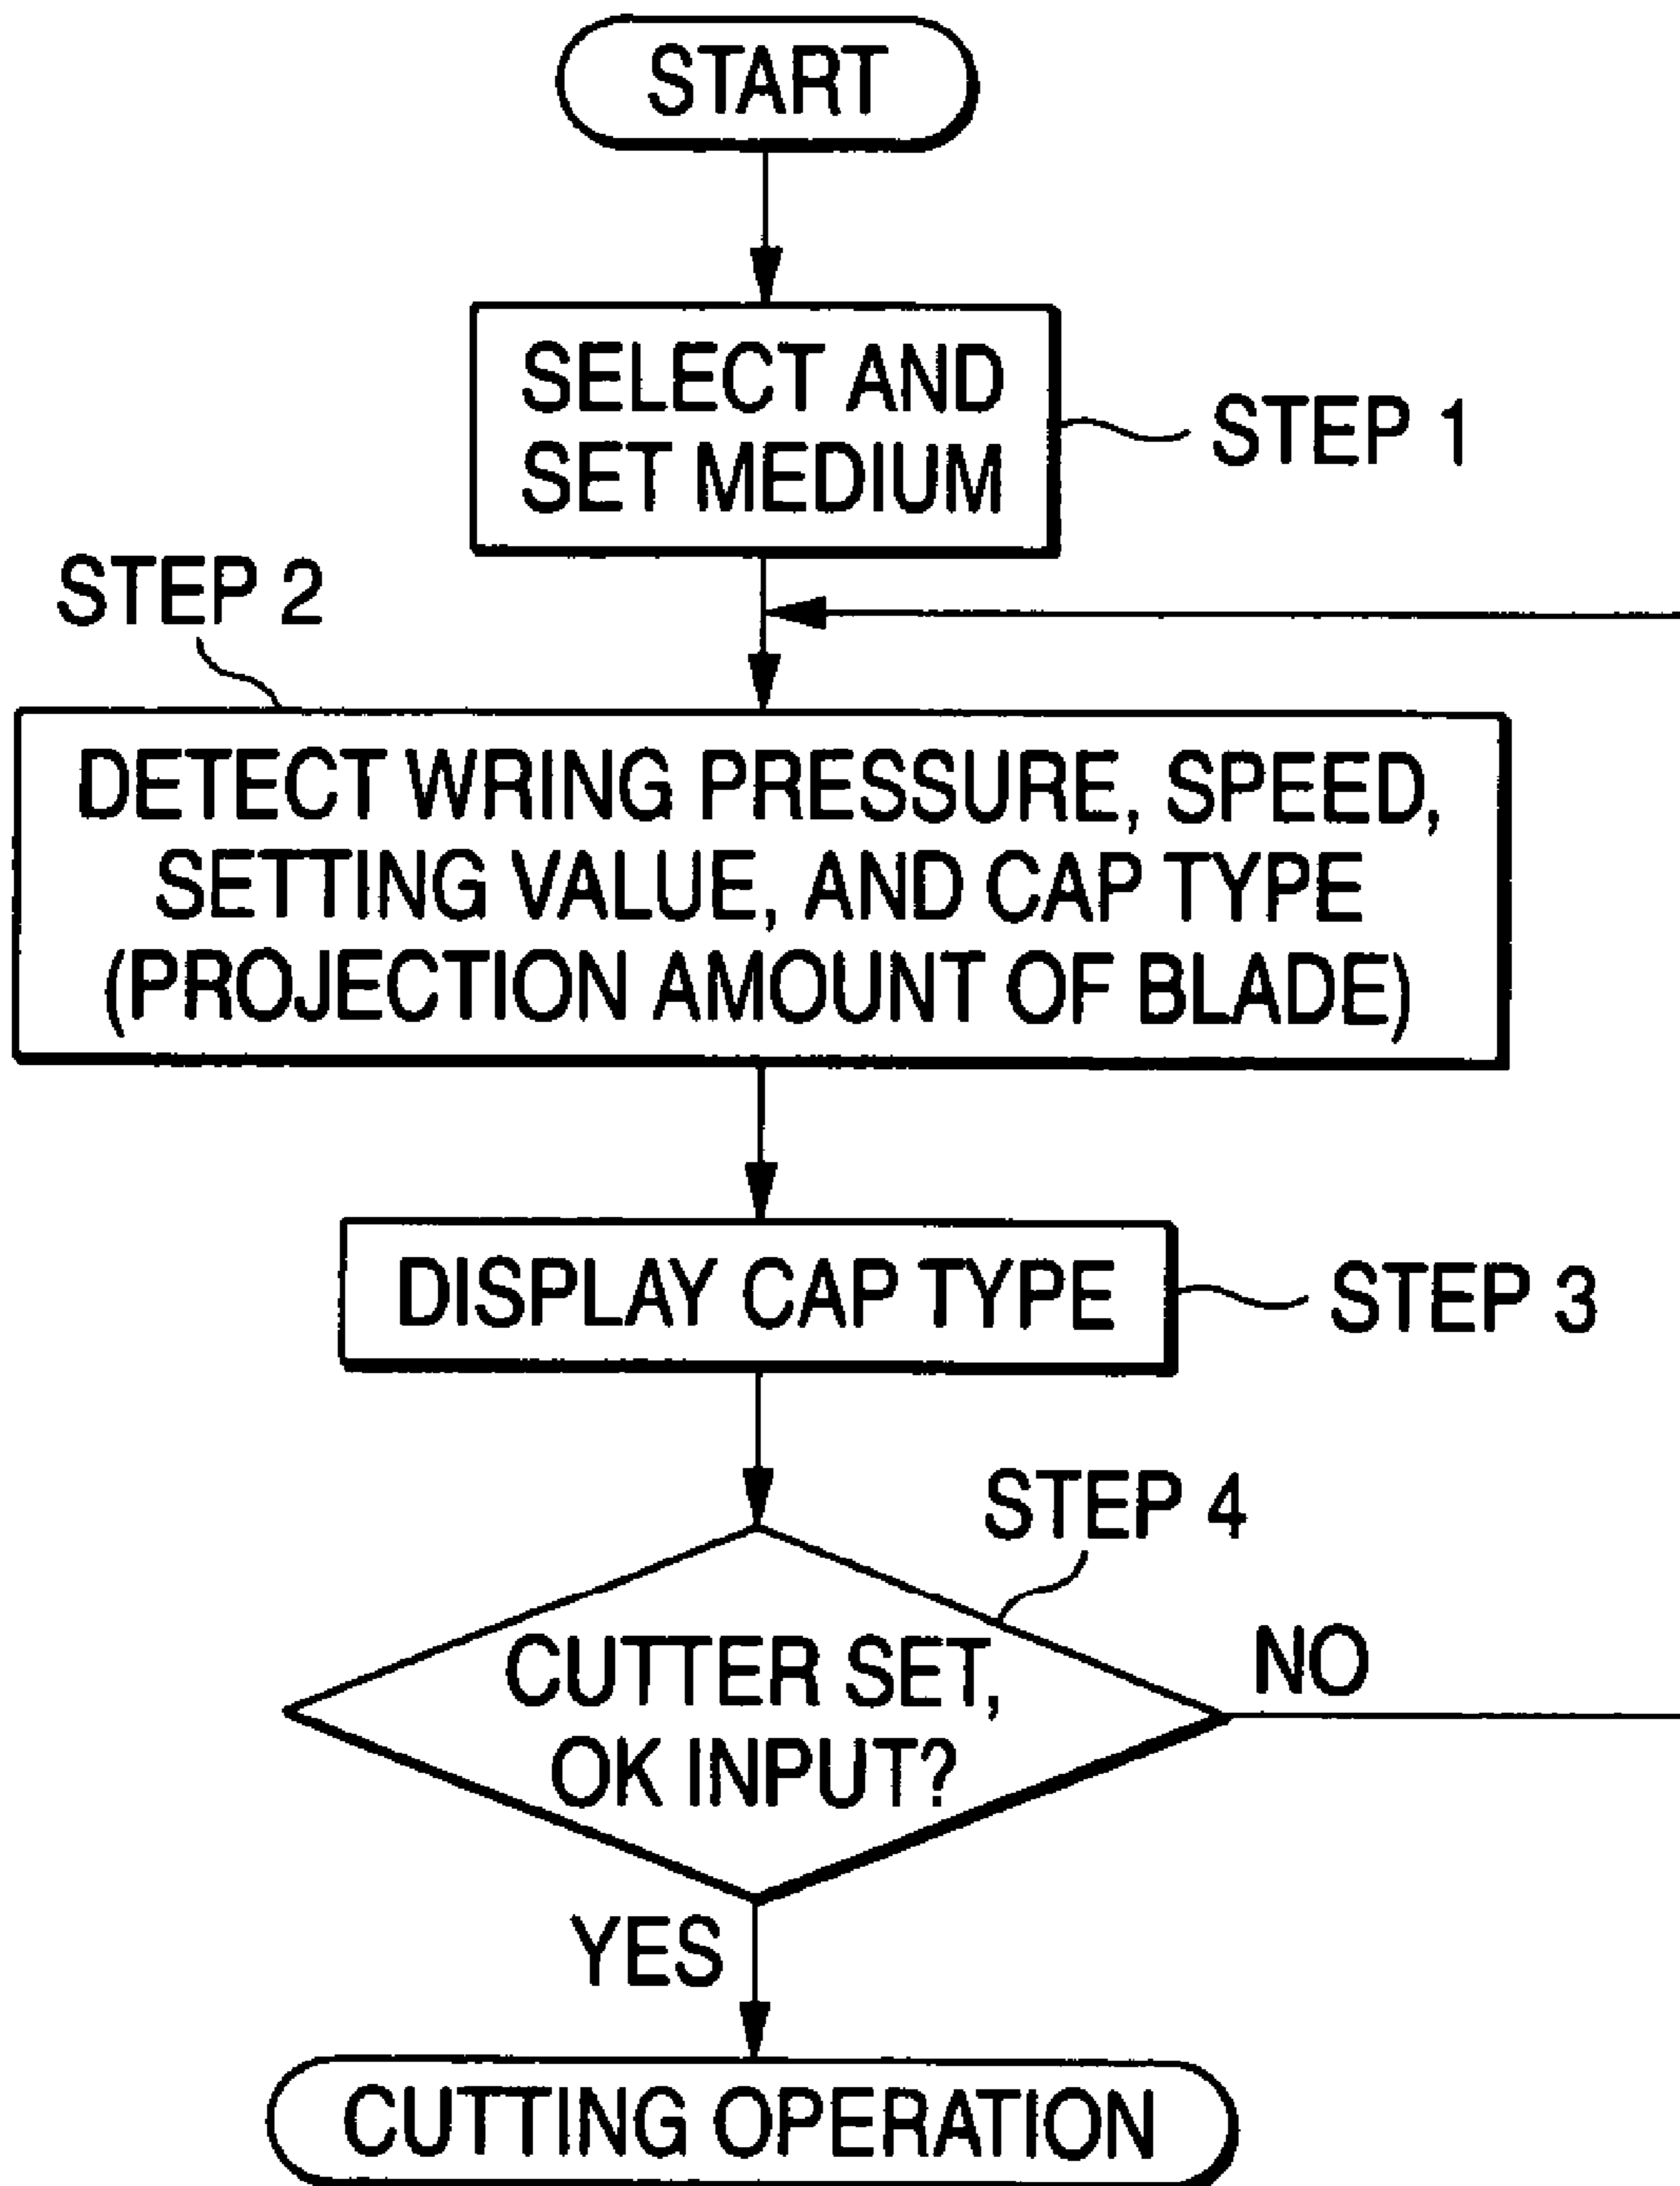 START
SELECT AND
SET MEDIUM
STEP 1
STEP 2
DETECT WRING PRESSURE, SPEED,
SETTING VALUE, AND CAP TYPE
(PROJECTION AMOUNT OF BLADE)
DISPLAY CAP TYPE
STEP 3
STEP 4
CUTTER SET,
OK INPUT?
NO
YES
CUTTING OPERATION